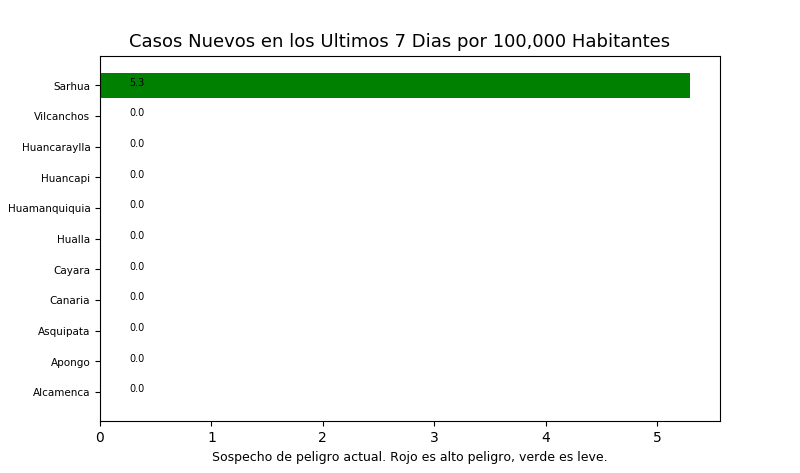 Casos Nuevos en los Ultimos 7 Dias por 100,000 Habitantes
Sarhua 5.3
Vilcanchos 0.0
Huancaraylla 0.0
Huancapi 0.0
Huamanquiquia 0.0
Hualla 0.0
Cayara 0.0
Canaria 0.0
Asquipata 0.0
Apongo 0.0
Alcamenca 0.0
0 1 2 3 4 5
Sospecho de peligro actual. Rojo es alto peligro, verde es leve.